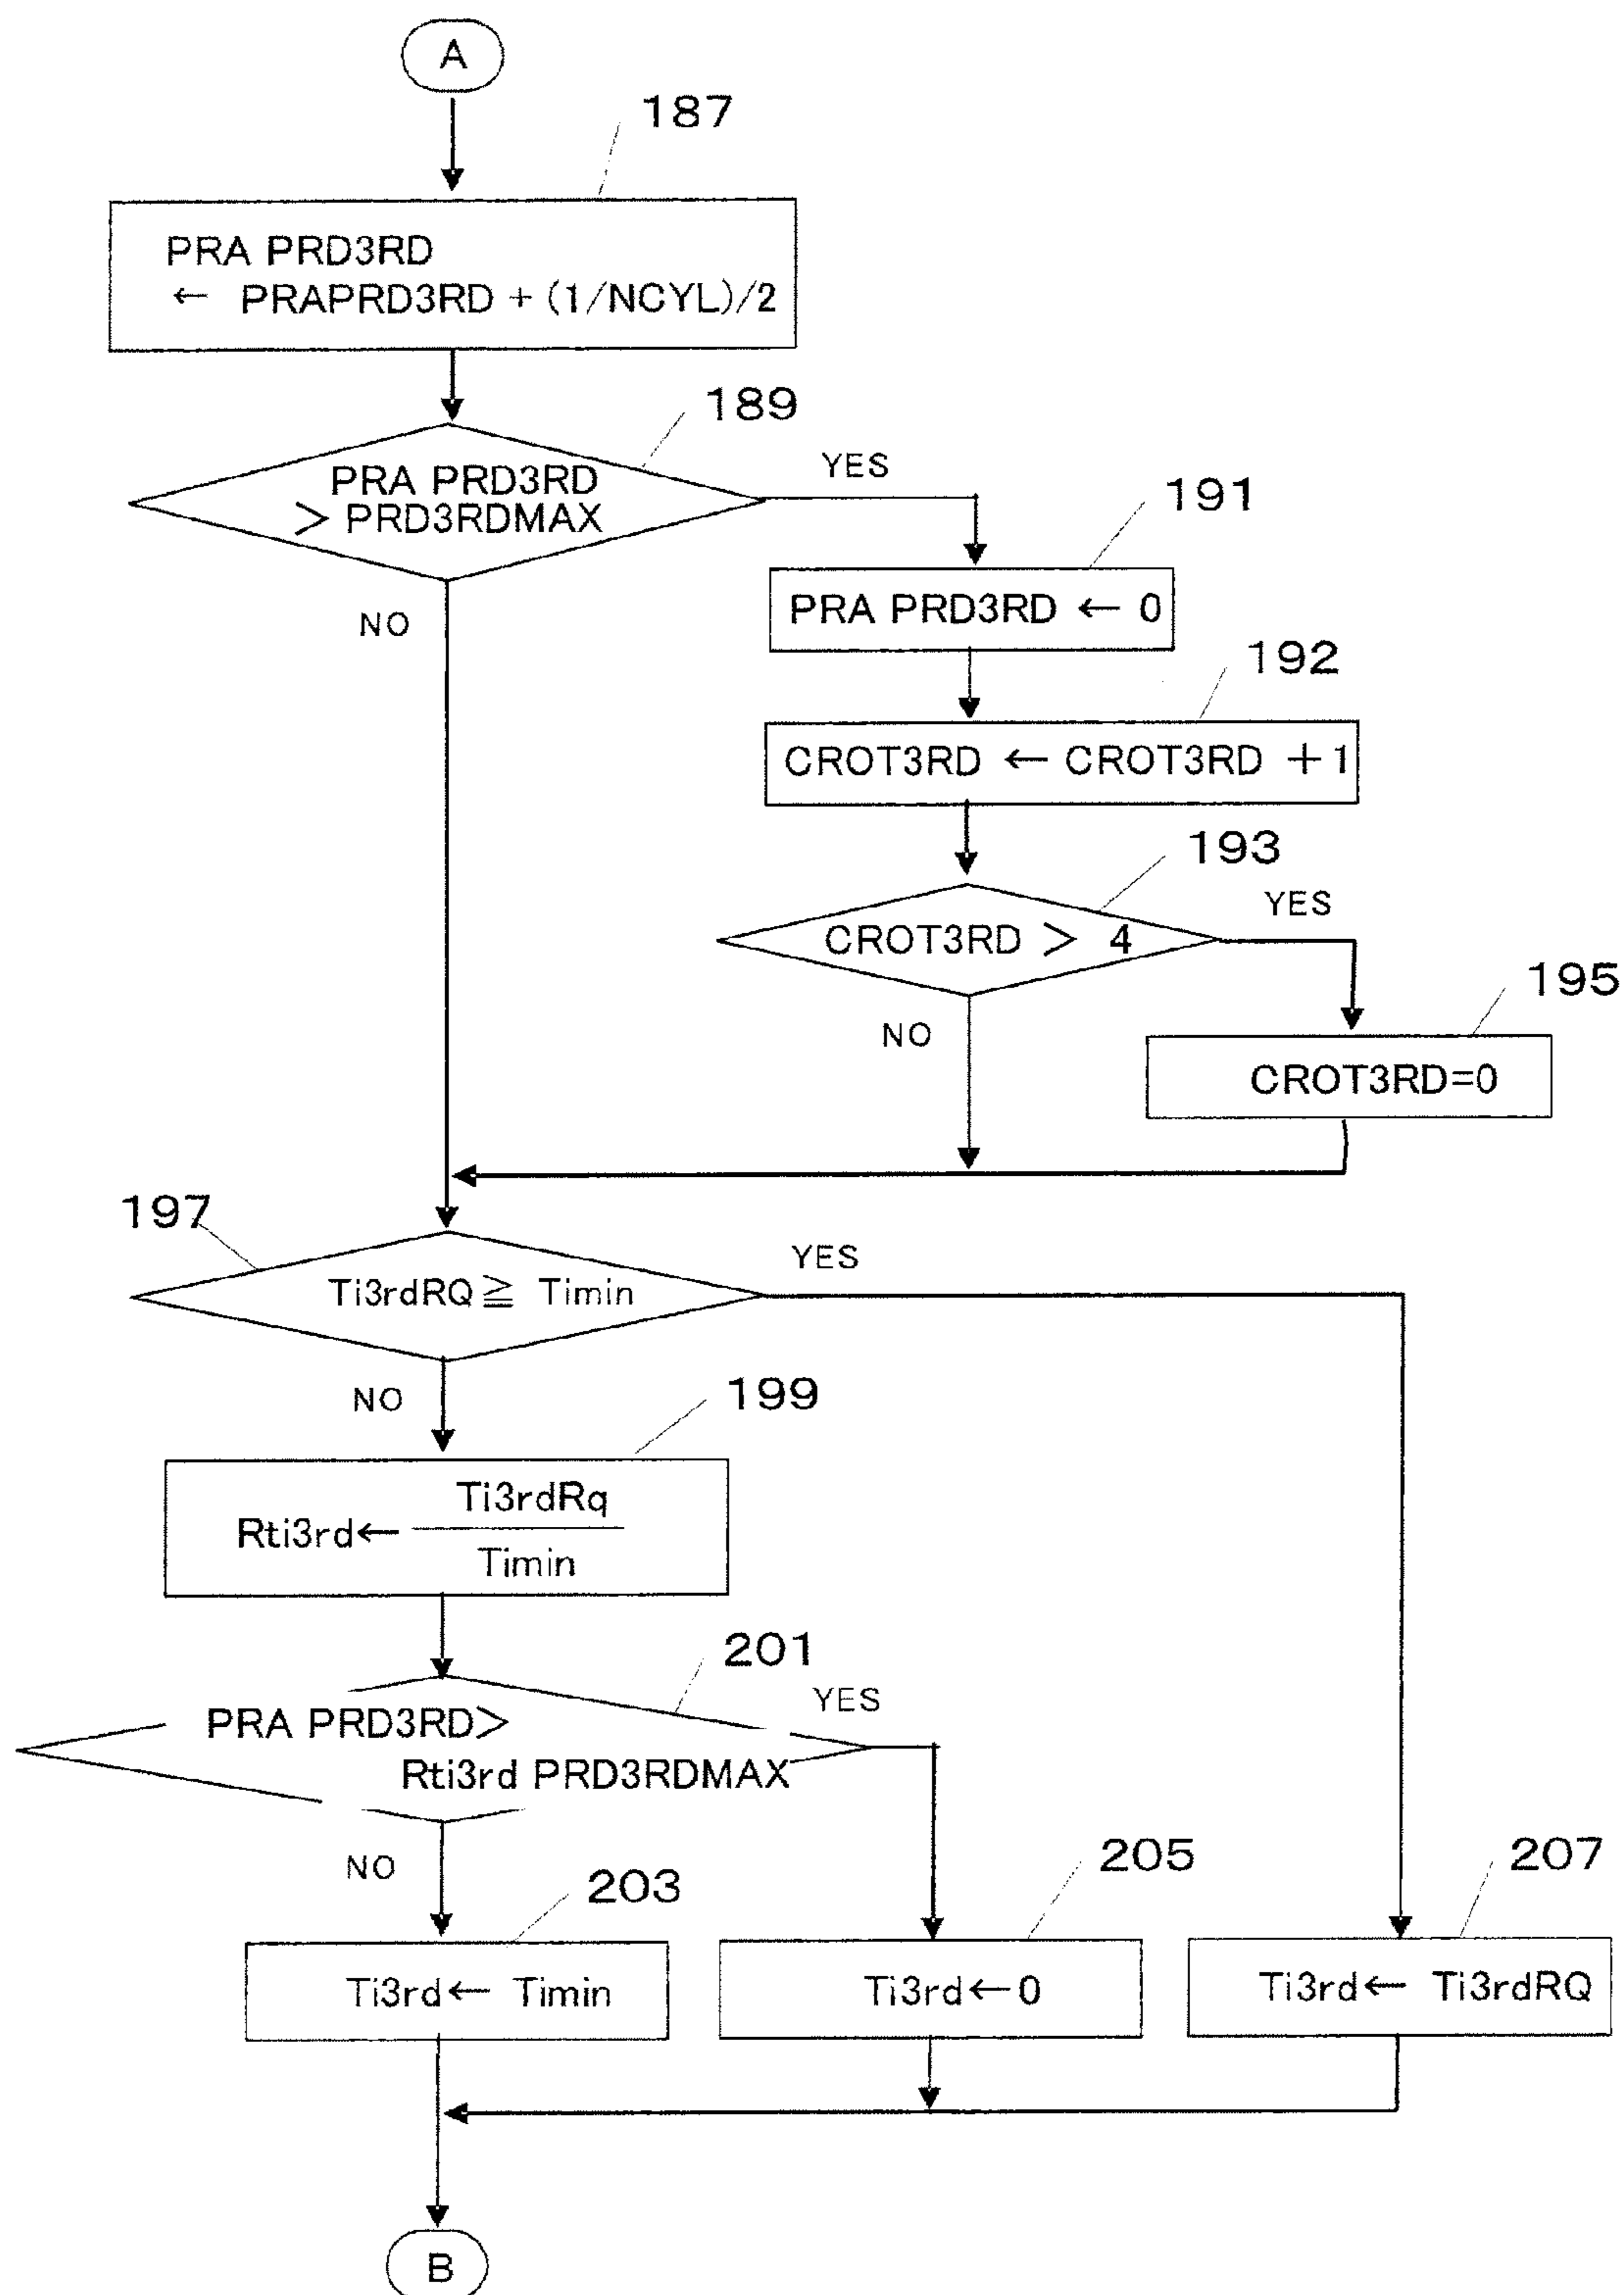 A
187
PRA PRD3RD
← PRAPRD3RD + (1/NCYL)/2
189
PRA PRD3RD
> PRD3RDMAX
YES
NO
191
PRA PRD3RD ← 0
192
CROT3RD ← CROT3RD +1
193
CROT3RD > 4
YES
NO
195
CROT3RD=0
197
Ti3rdRQ≧ Timin
YES
NO
199
Ti3rdRq
Rti3rd←
Timin
201
PRA PRD3RD>
Rti3rd PRD3RDMAX
YES
NO
203
Ti3rd← Timin
205
Ti3rd←0
207
Ti3rd← Ti3rdRQ
B